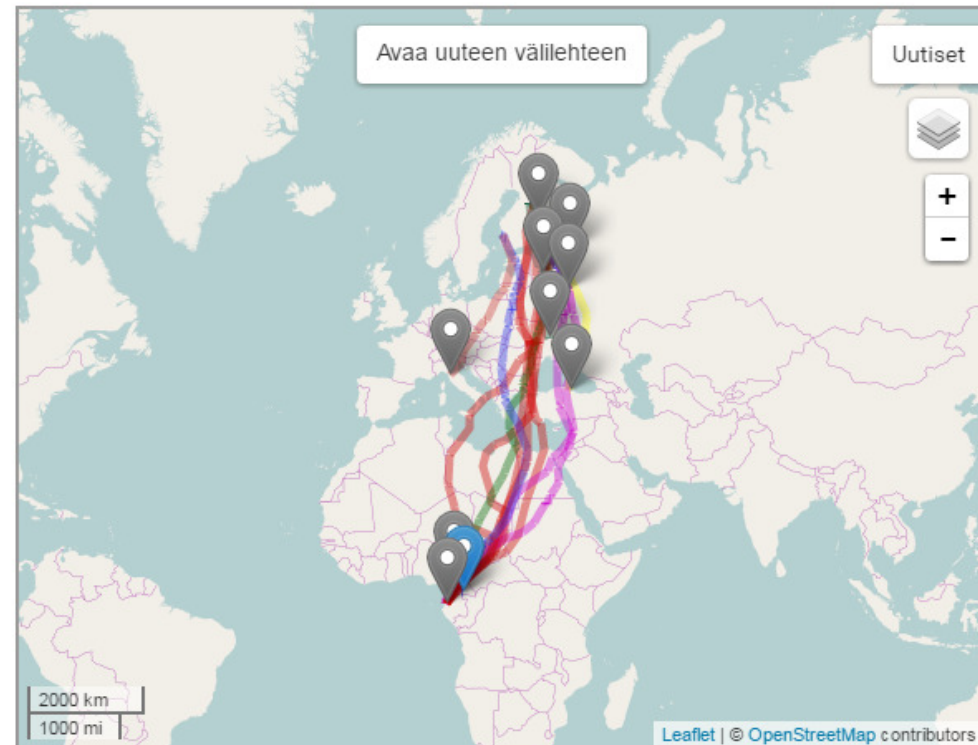 Avaa uuteen välilehteen
Uutiset
+
−
2000 km
1000 mi
Leaflet | © OpenStreetMap contributors